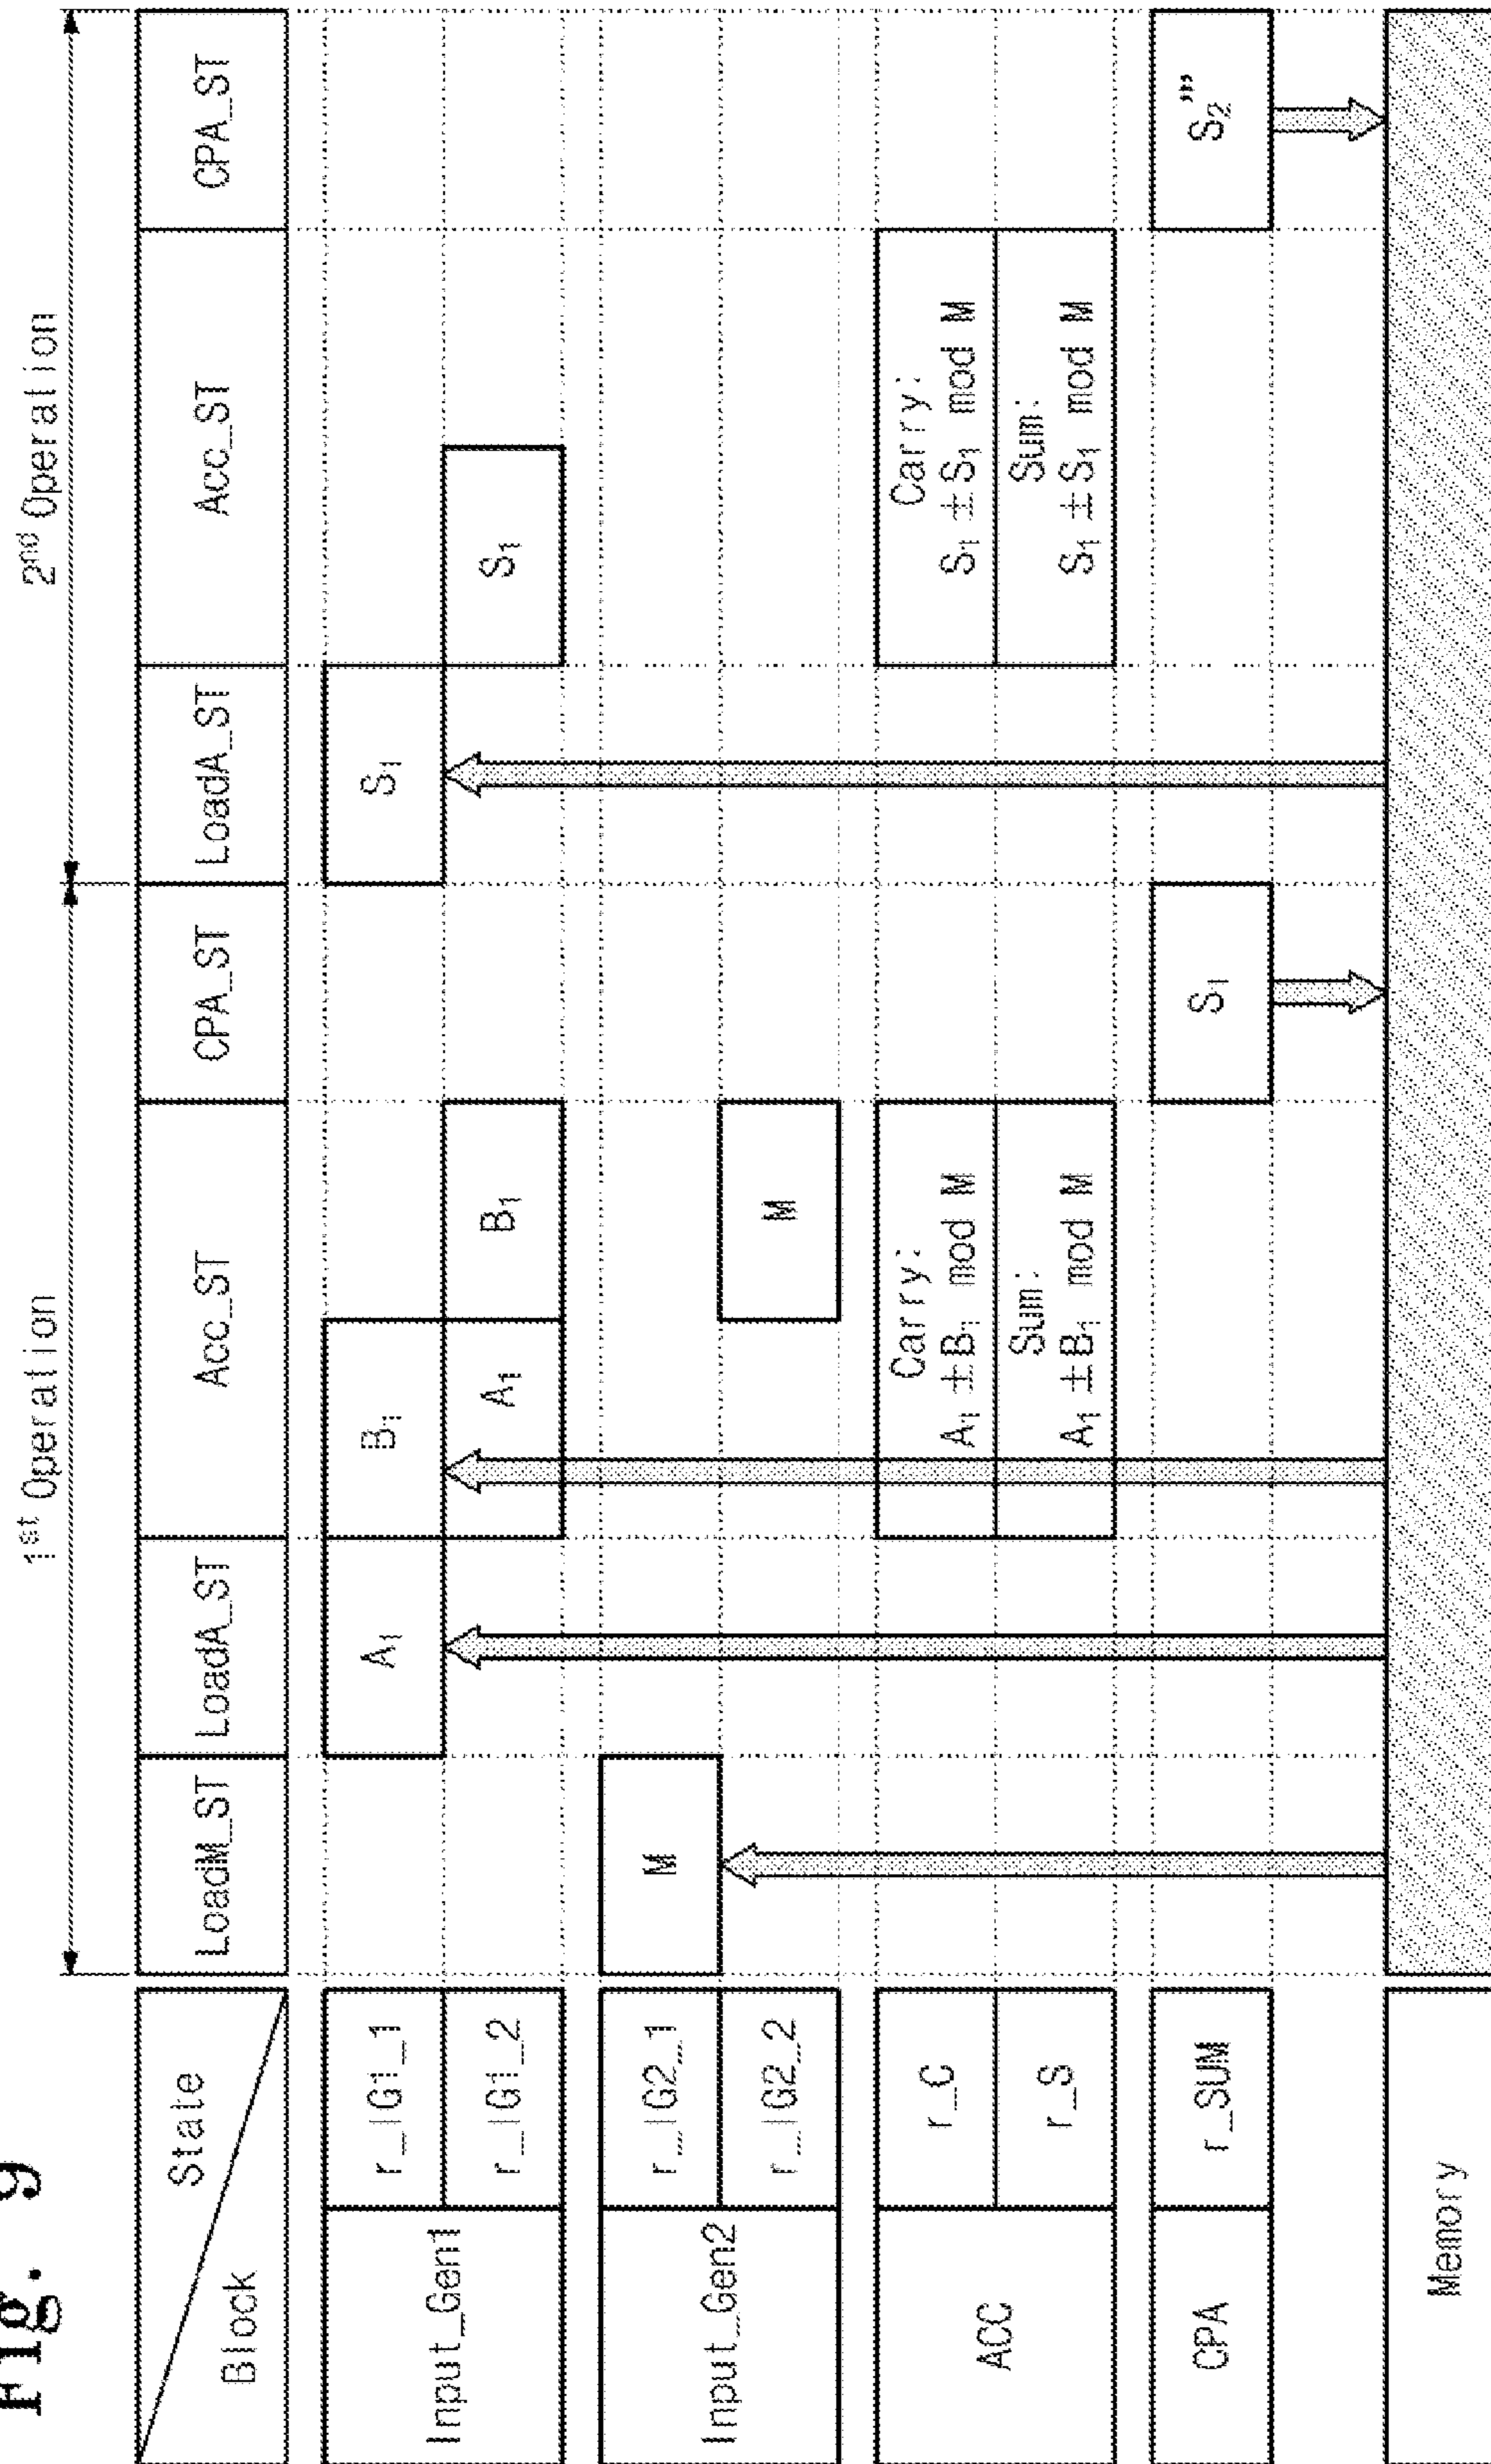 Fig. 9
1st Operation
2nd Operation
State
Block
LoadM_ST
LoadA_ST
Acc_ST
CPA_ST
LoadA_ST
Acc_ST
CPA_ST
Input_Gen1
r_IG1_1
A1
B1
S1
r_IG1_2
A1
B1
S1
Input_Gen2
r_IG2_1
M
r_IG2_2
M
ACC
r_C
Carry:
A1 ±B1 mod M
Carry:
S1 ±S1 mod M
r_S
Sum:
A1 ±B1 mod M
Sum:
S1 ±S1 mod M
CPA
r_SUM
S1
S2'''
Memory